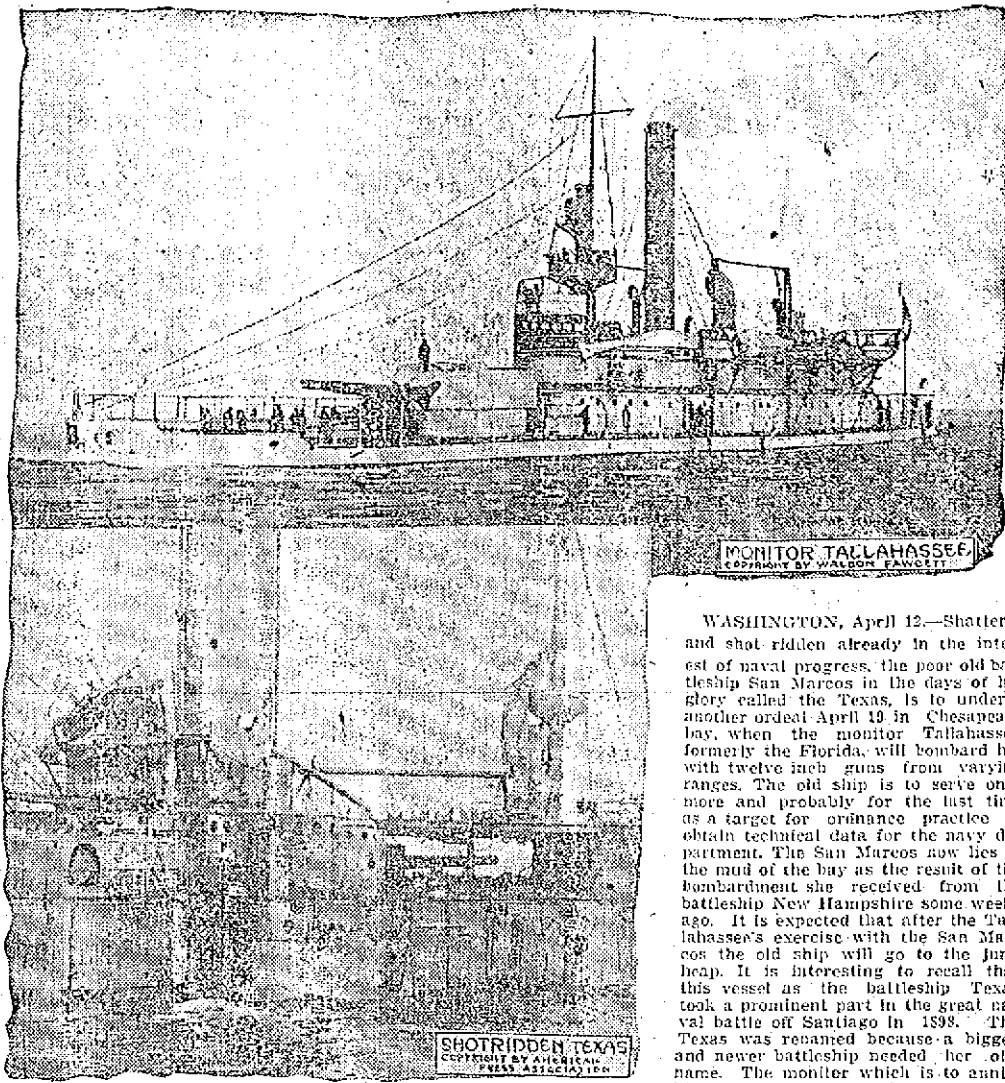 MONITOR TALLAHASSEE
COPYRIGHT BY WALDON FAWCETT
SHOTRIDDEN TEXAS
COPYRIGHT BY AMERICAN
PRESS ASSOCIATION
WASHINGTON, April 12.—Shatter
and shot ridden already in the inte
est of naval progress, the poor old ba
tleship San Marcos in the days of h
glory called the Texas, is to under
another ordeal April 19 in Chesapea
bay, when the monitor Tallahass
formerly the Florida, will bombard h
with twelve inch guns from varyi
ranges. The old ship is to serve on
more and probably for the last tim
as a target for ordinance practice
obtain technical data for the navy d
partment. The San Marcos now lies
the mud of the bay as the result of t
bombardment she received from t
battleship New Hampshire some week
ago. It is expected that after the Ta
lahassee's exercise with the San Ma
cos the old ship will go to the jun
heap. It is interesting to recall tha
this vessel as the battleship Texa
took a prominent part in the great na
val battle off Santiago in 1898. Th
Texas was renamed because a bigge
and newer battleship needed her ol
name. The moniter which is to anni